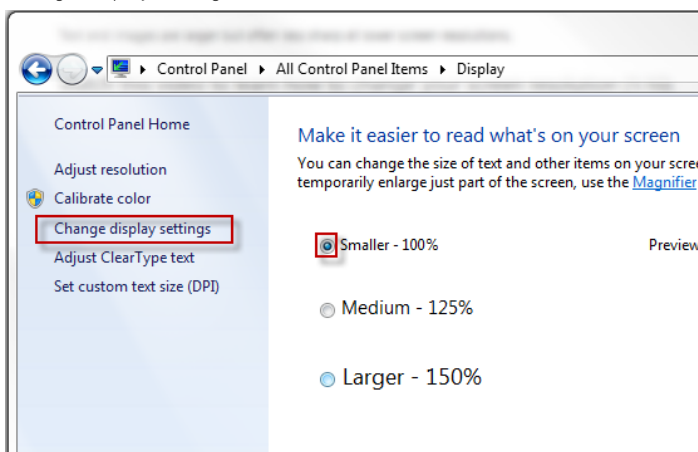 Control Panel ▸ All Control Panel Items ▸ Display
Control Panel Home
Adjust resolution
Calibrate color
Change display settings
Adjust ClearType text
Set custom text size (DPI)
Make it easier to read what's on your screen
You can change the size of text and other items on your
temporarily enlarge just part of the screen, use the Magnifier
Smaller - 100%
Preview
Medium - 125%
Larger - 150%